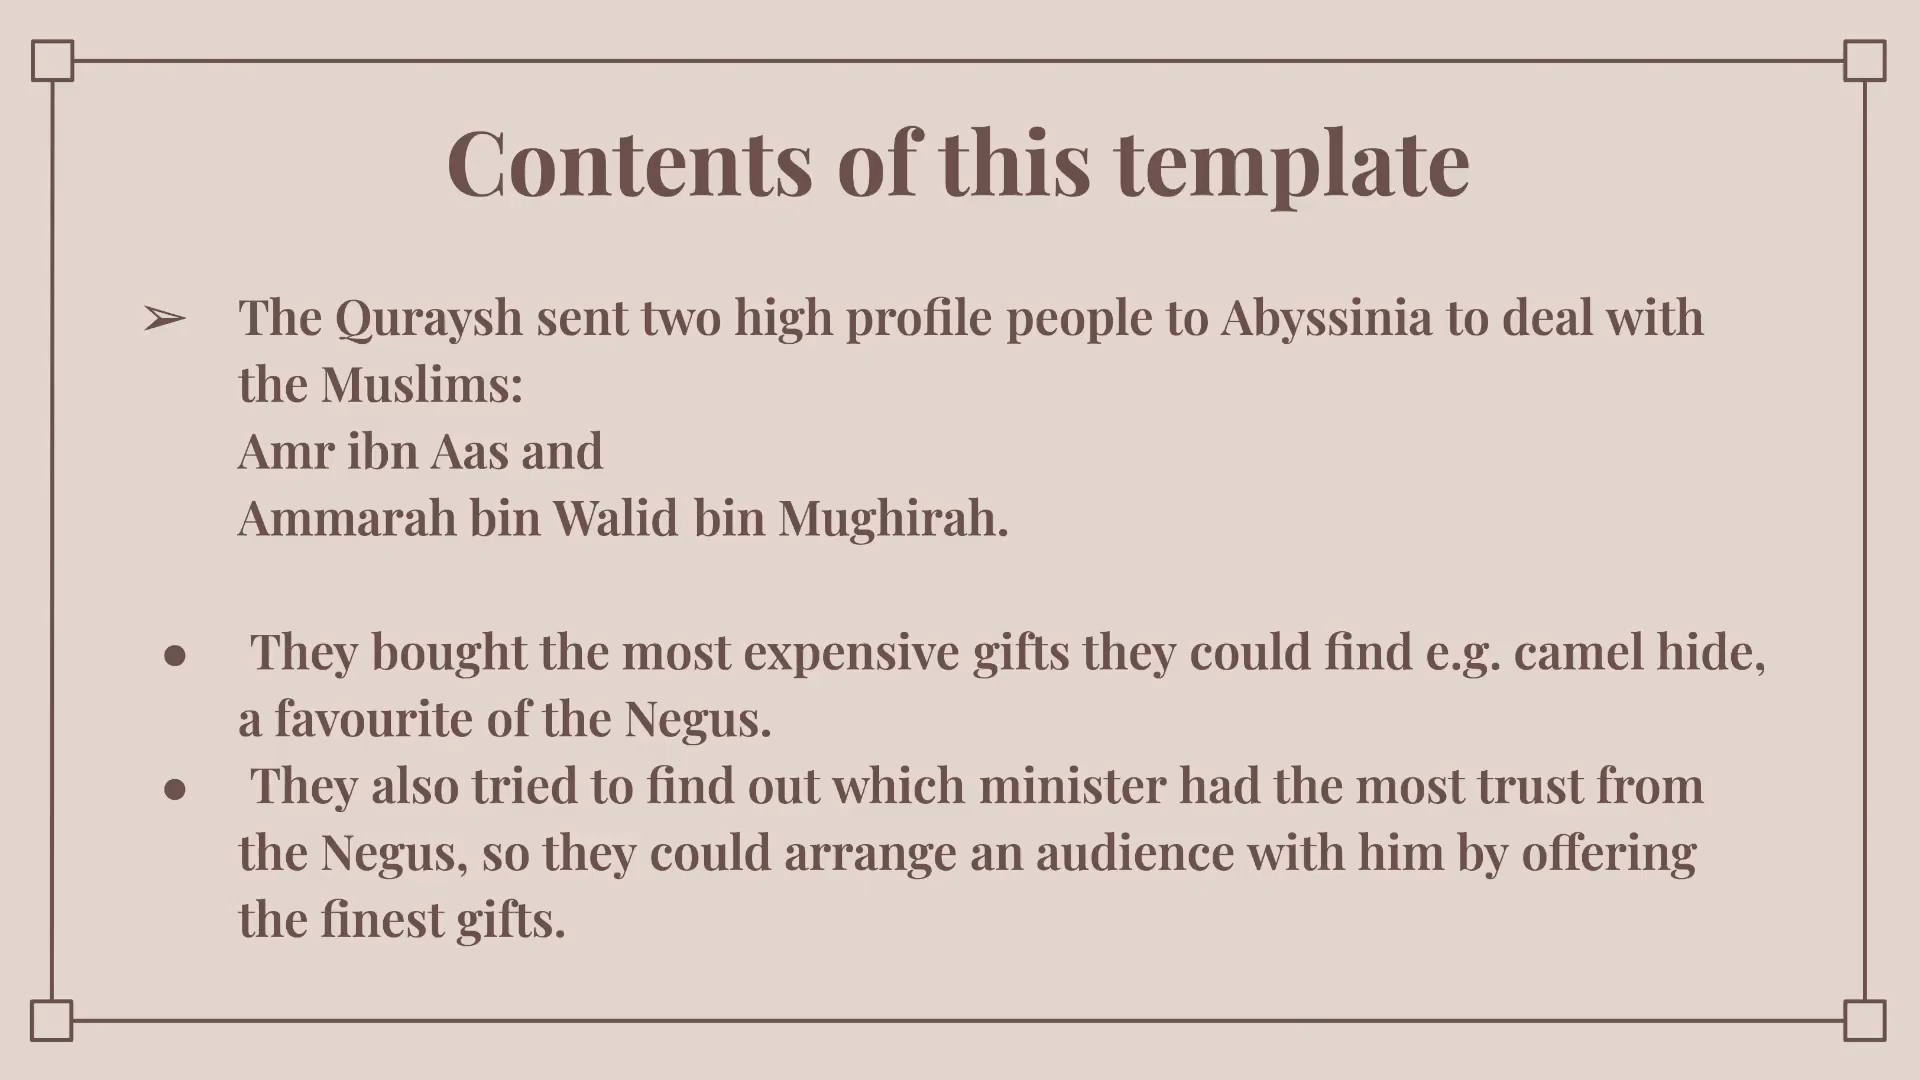 Contents of this template
➢ The Quraysh sent two high profile people to Abyssinia to deal with
the Muslims:
Amr ibn Aas and
Ammarah bin Walid bin Mughirah.
● They bought the most expensive gifts they could find e.g. camel hide,
a favourite of the Negus.
● They also tried to find out which minister had the most trust from
the Negus, so they could arrange an audience with him by offering
the finest gifts.